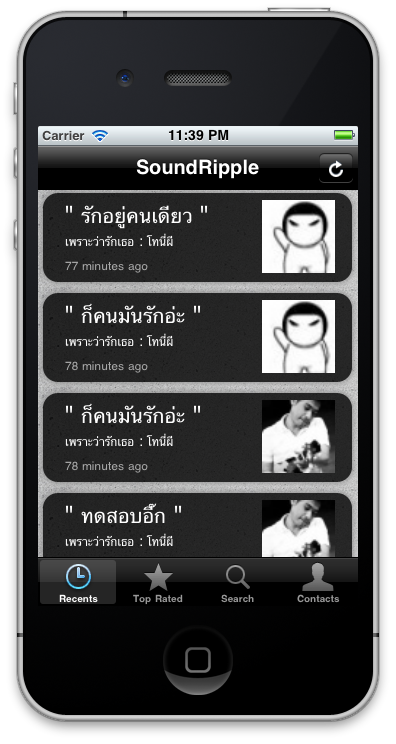 Carrier 11:39 PM
SoundRipple
" รักอยู่คนเดียว "
เพราะว่ารักเธอ : โทนี่ผี
77 minutes ago
" ก็คนมันรักอ่ะ "
เพราะว่ารักเธอ : โทนี่ผี
78 minutes ago
" ก็คนมันรักอ่ะ "
เพราะว่ารักเธอ : โทนี่ผี
78 minutes ago
" ทดสอบอี๊ก "
เพราะว่ารักเธอ : โทนี่ผี
Recents Top Rated Search Contacts